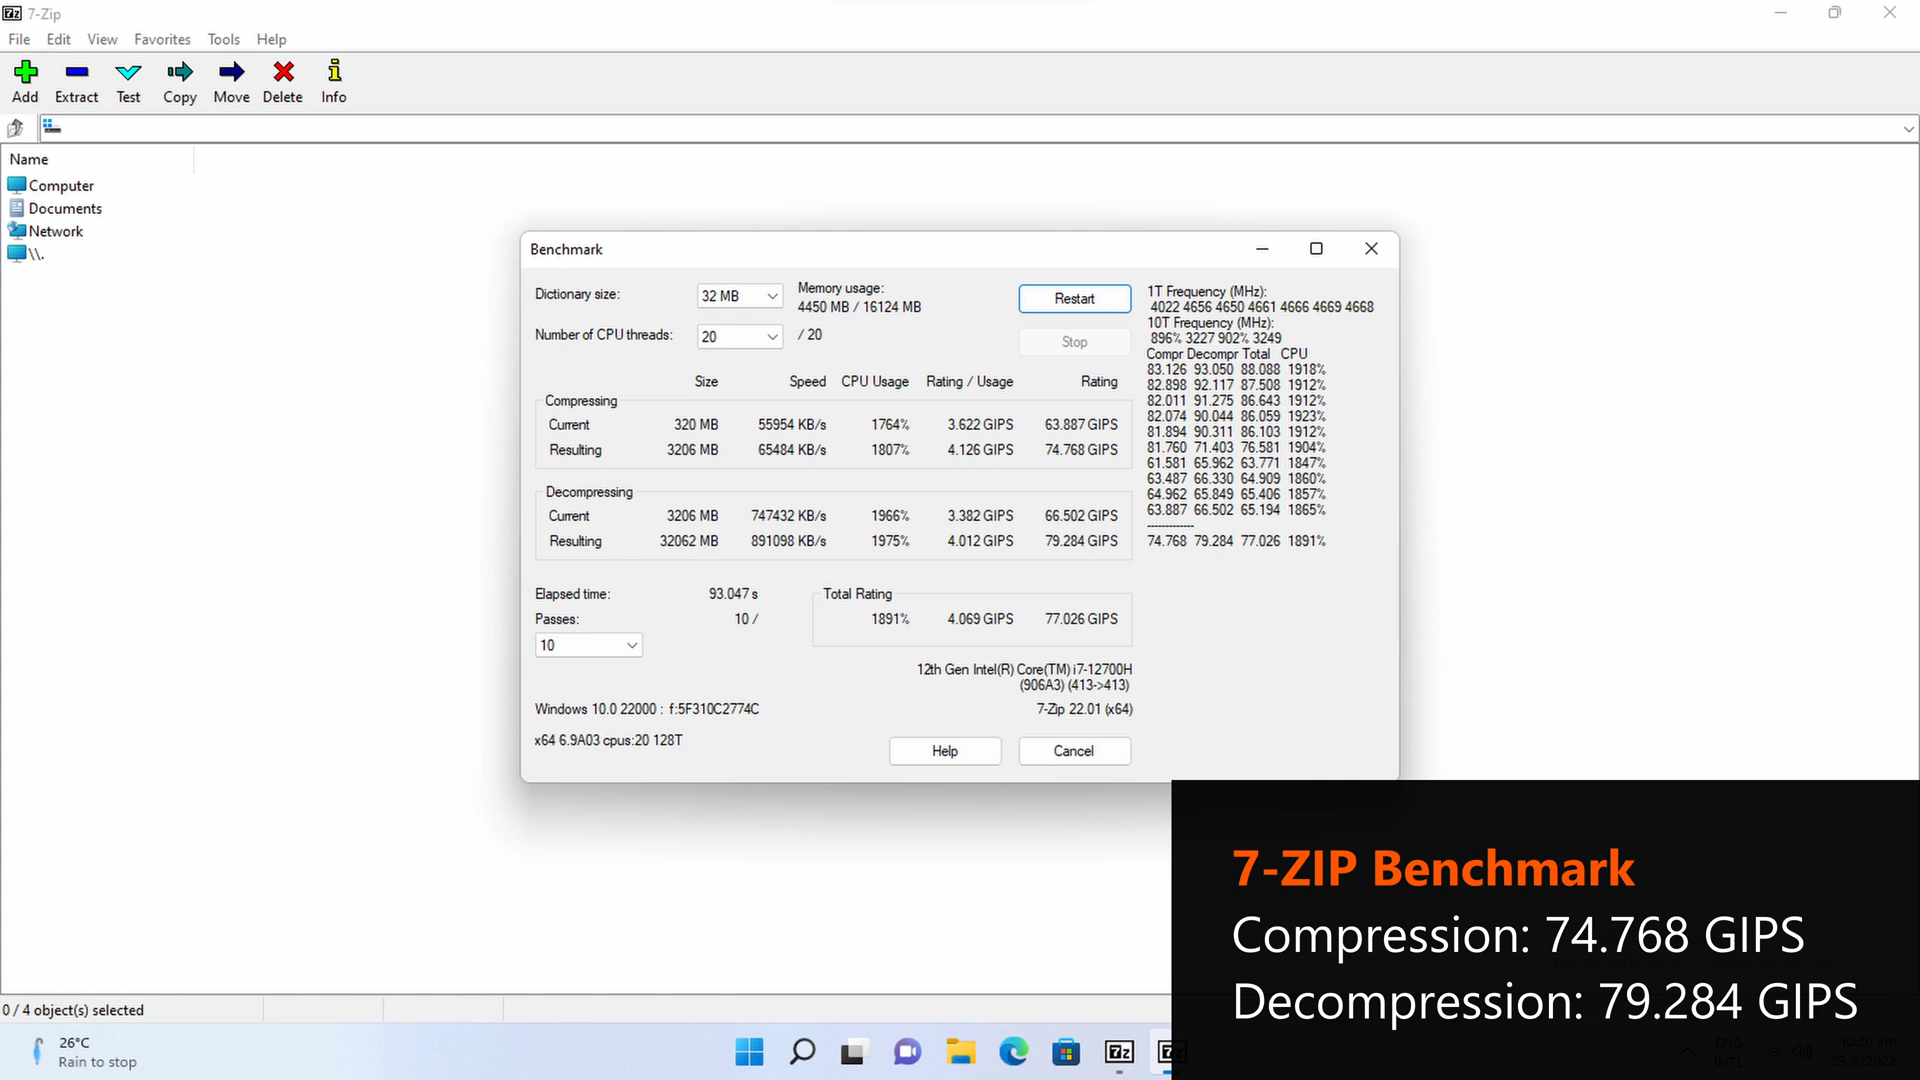 7-Zip
File Edit View Favorites Tools Help
Add Extract Test Copy Move Delete Info
Name
Computer
Documents
Network
\\.
Benchmark
Dictionary size: 32 MB Memory usage: 4450 MB / 16124 MB Restart
Number of CPU threads: 20 / 20 Stop
Size Speed CPU Usage Rating / Usage Rating
Compressing
Current 320 MB 55954 KB/s 1764% 3.622 GIPS 63.887 GIPS
Resulting 3206 MB 65484 KB/s 1807% 4.126 GIPS 74.768 GIPS
Decompressing
Current 3206 MB 747432 KB/s 1966% 3.382 GIPS 66.502 GIPS
Resulting 32062 MB 891098 KB/s 1975% 4.012 GIPS 79.284 GIPS
Elapsed time: 93.047 s
Passes: 10 /
10
Total Rating
1891% 4.069 GIPS 77.026 GIPS
12th Gen Intel(R) Core(TM) i7-12700H
(906A3) (413->413)
Windows 10.0 22000 : f:5F310C2774C 7-Zip 22.01 (x64)
x64 6.9A03 cpus:20 128T
Help Cancel
1T Frequency (MHz):
4022 4656 4650 4661 4666 4669 4668
10T Frequency (MHz):
896% 3227 902% 3249
Compr Decompr Total CPU
83.126 93.050 88.088 1918%
82.898 92.117 87.508 1912%
82.011 91.275 86.643 1912%
82.074 90.044 86.059 1923%
81.894 90.311 86.103 1912%
81.760 71.403 76.581 1904%
61.581 65.962 63.771 1847%
63.487 66.330 64.909 1860%
64.962 65.849 65.406 1857%
63.887 66.502 65.194 1865%
-------------
74.768 79.284 77.026 1891%
7-ZIP Benchmark
Compression: 74.768 GIPS
Decompression: 79.284 GIPS
0 / 4 object(s) selected
26°C
Rain to stop
ENG
INTL
10:20 am
29/8/2022